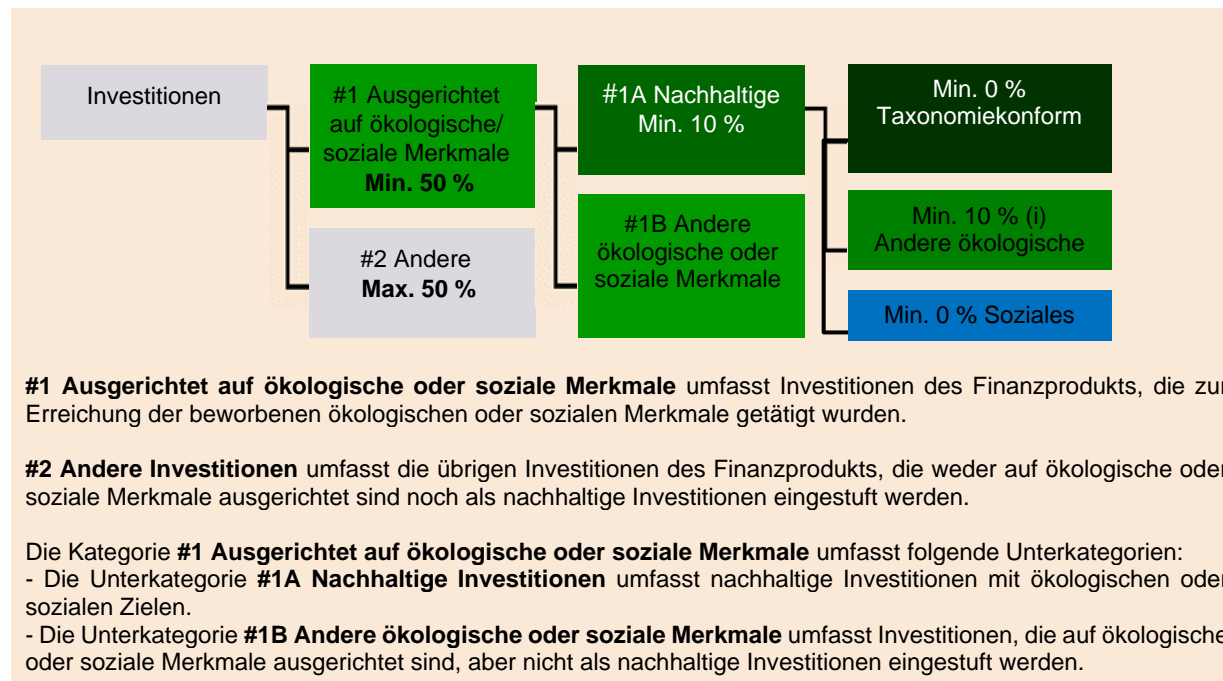 Investitionen
#1 Ausgerichtet
auf ökologische/
soziale Merkmale
Min. 50 %
#2 Andere
Max. 50 %
#1A Nachhaltige
Min. 10 %
#1B Andere
ökologische oder
soziale Merkmale
Min. 0 %
Taxonomiekonform
Min. 10 % (i)
Andere ökologische
Min. 0 % Soziales
#1 Ausgerichtet auf ökologische oder soziale Merkmale umfasst Investitionen des Finanzprodukts, die zur
Erreichung der beworbenen ökologischen oder sozialen Merkmale getätigt wurden.
#2 Andere Investitionen umfasst die übrigen Investitionen des Finanzprodukts, die weder auf ökologische oder
soziale Merkmale ausgerichtet sind noch als nachhaltige Investitionen eingestuft werden.
Die Kategorie #1 Ausgerichtet auf ökologische oder soziale Merkmale umfasst folgende Unterkategorien:
- Die Unterkategorie #1A Nachhaltige Investitionen umfasst nachhaltige Investitionen mit ökologischen oder
sozialen Zielen.
- Die Unterkategorie #1B Andere ökologische oder soziale Merkmale umfasst Investitionen, die auf ökologische
oder soziale Merkmale ausgerichtet sind, aber nicht als nachhaltige Investitionen eingestuft werden.